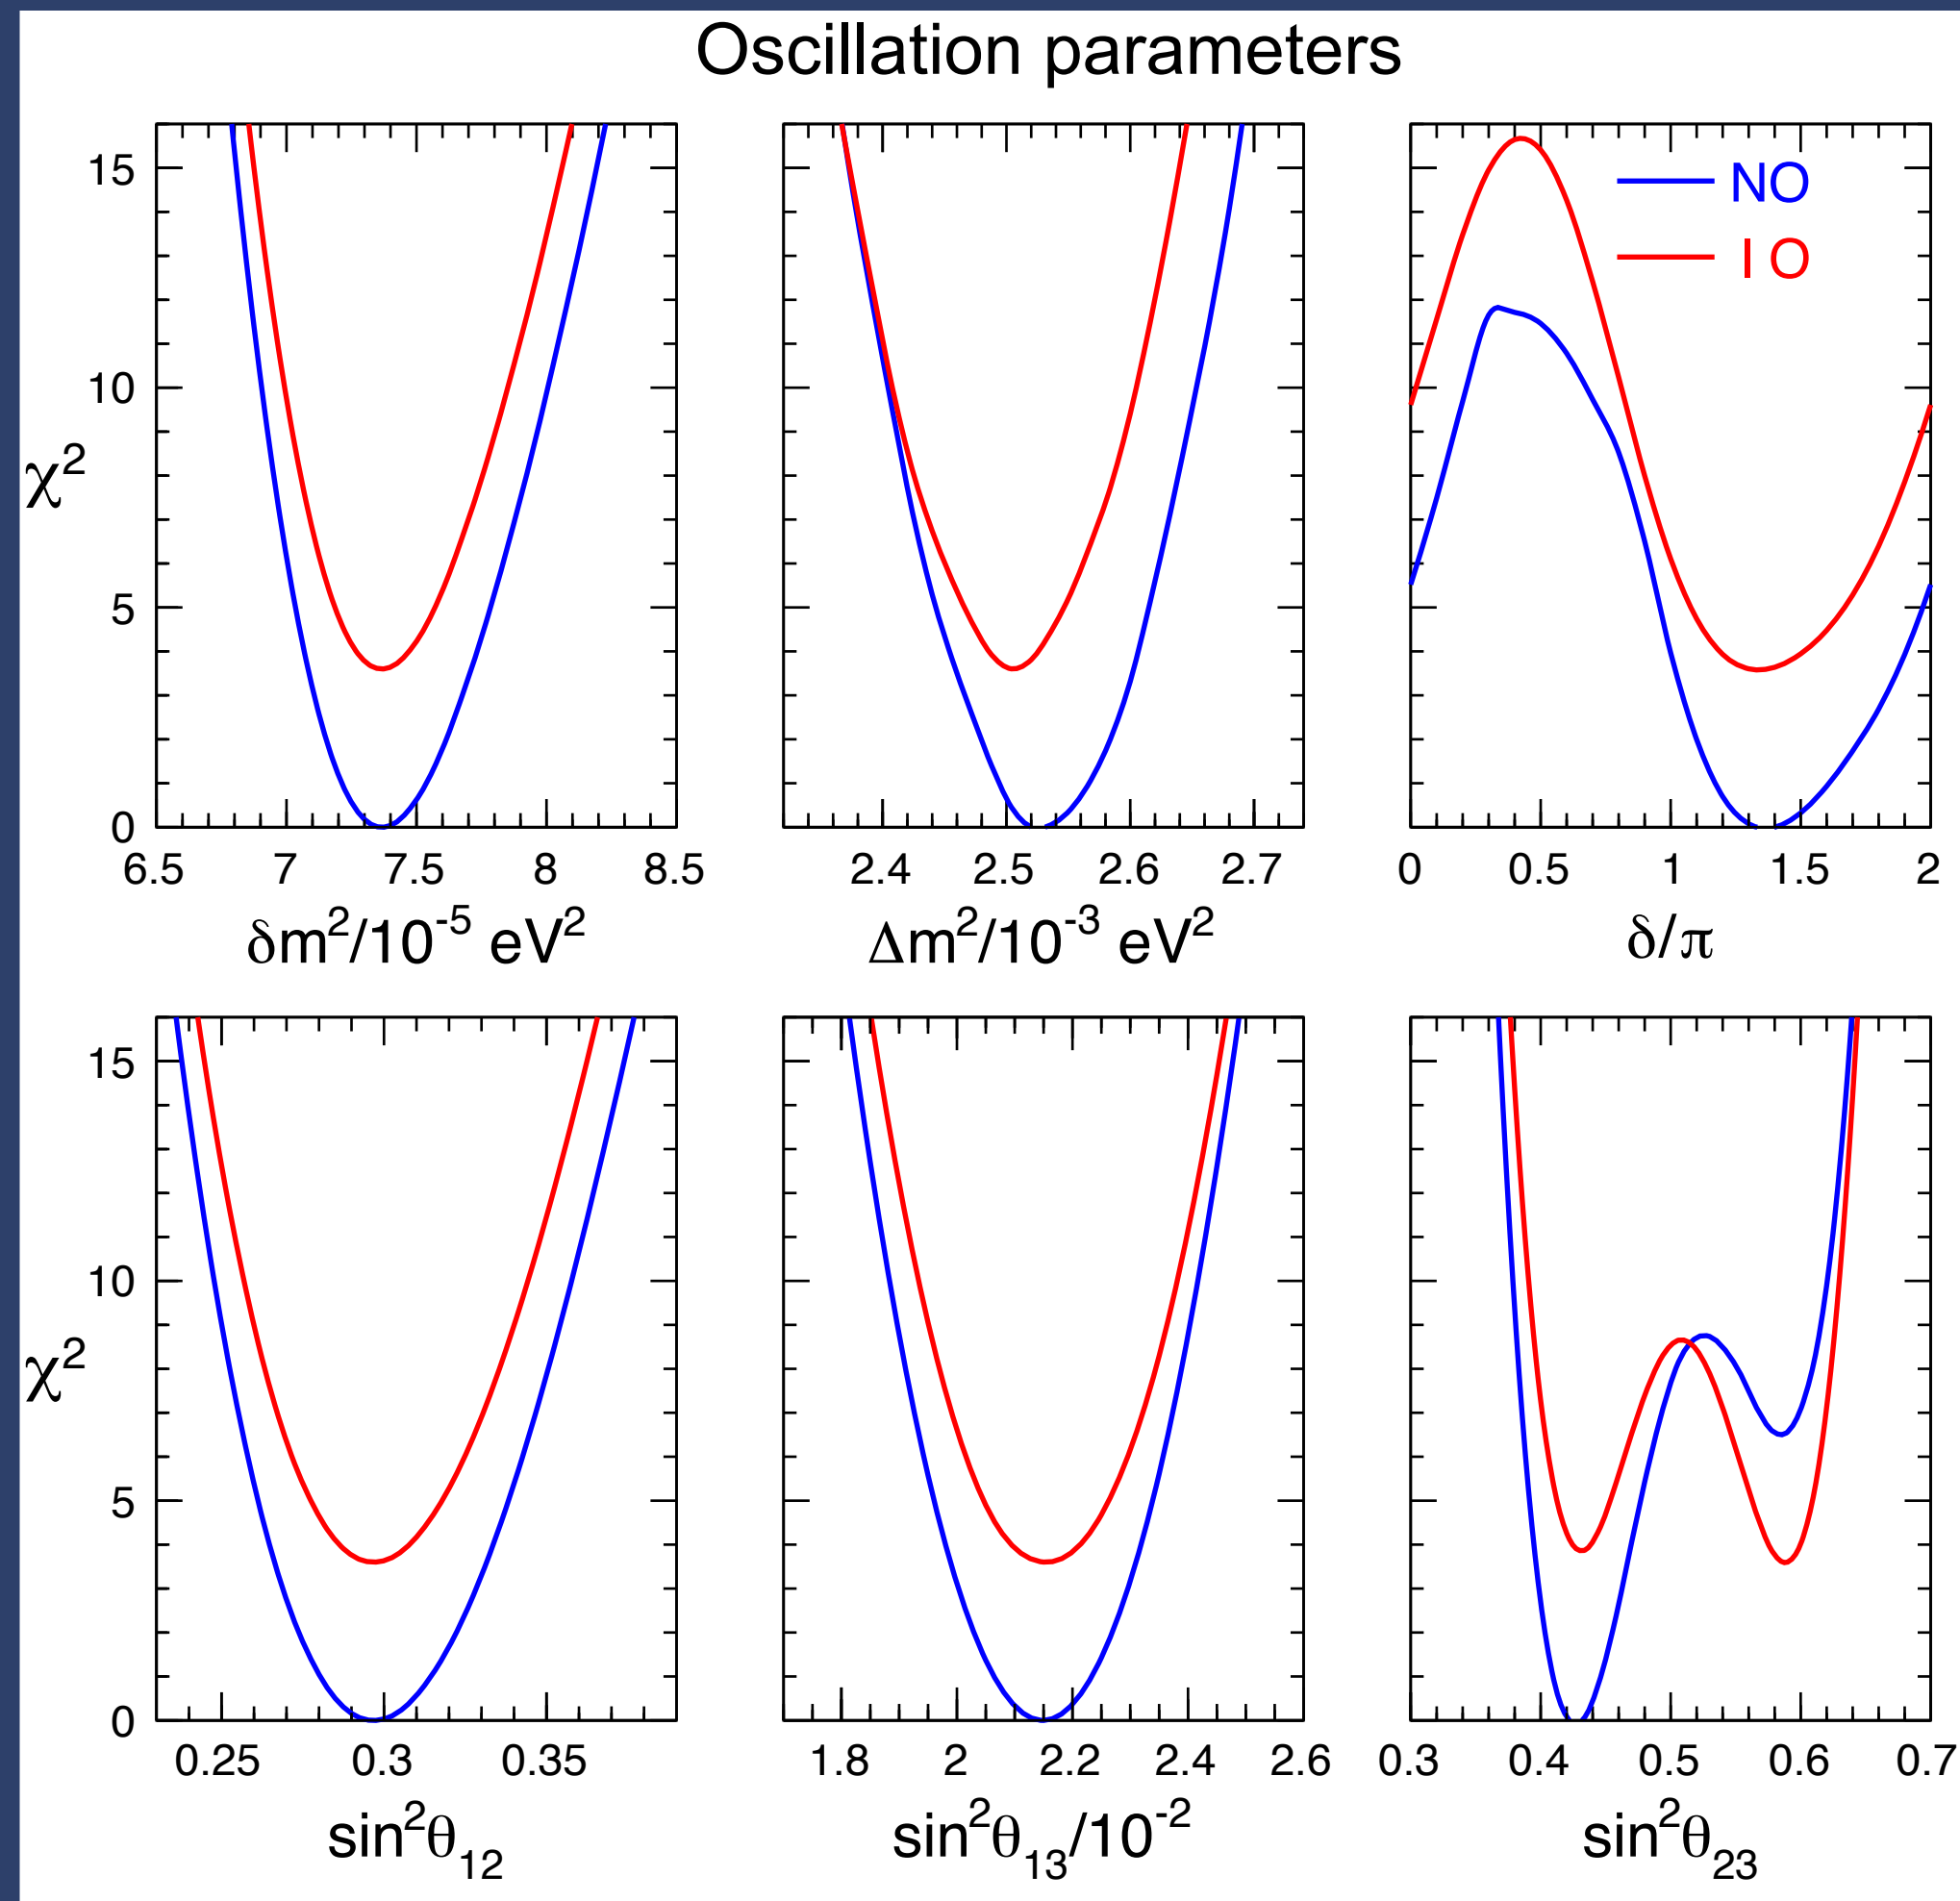 Oscillation parameters
15
10
5
0
χ²
NO
I O
6.5 7 7.5 8 8.5
2.4 2.5 2.6 2.7
0 0.5 1 1.5 2
δm²/10⁻⁵ eV²
Δm²/10⁻³ eV²
δ/π
15
10
5
0
χ²
0.25 0.3 0.35
1.8 2 2.2 2.4 2.6
0.3 0.4 0.5 0.6 0.7
sin²θ₁₂
sin²θ₁₃/10⁻²
sin²θ₂₃